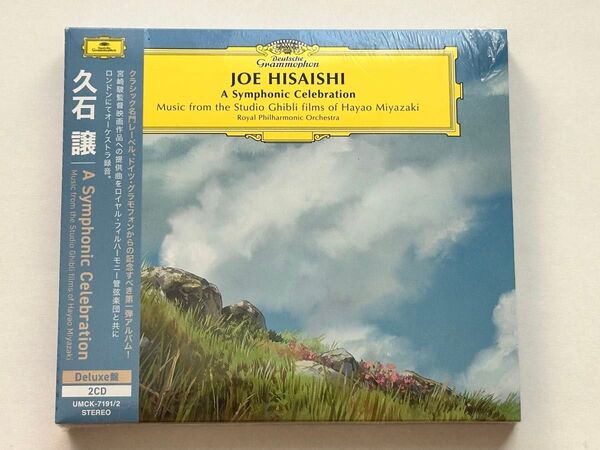 Deutsche
Grammophon
JOE HISAISHI
A Symphonic Celebration
Music from the Studio Ghibli films of Hayao Miyazaki
Royal Philharmonic Orchestra
クラシック名門レーベル、ドイツ・グラモフォンからの記念すべき第一弾アルバム！
宮崎駿監督映画作品への提供曲をロイヤル・フィルハーモニー管弦楽団と共に
ロンドンにてオーケストラ録音。
久石 譲
A Symphonic Celebration
Music from the Studio Ghibli films of Hayao Miyazaki
Deluxe盤
2CD
UMCK-7191/2
STEREO